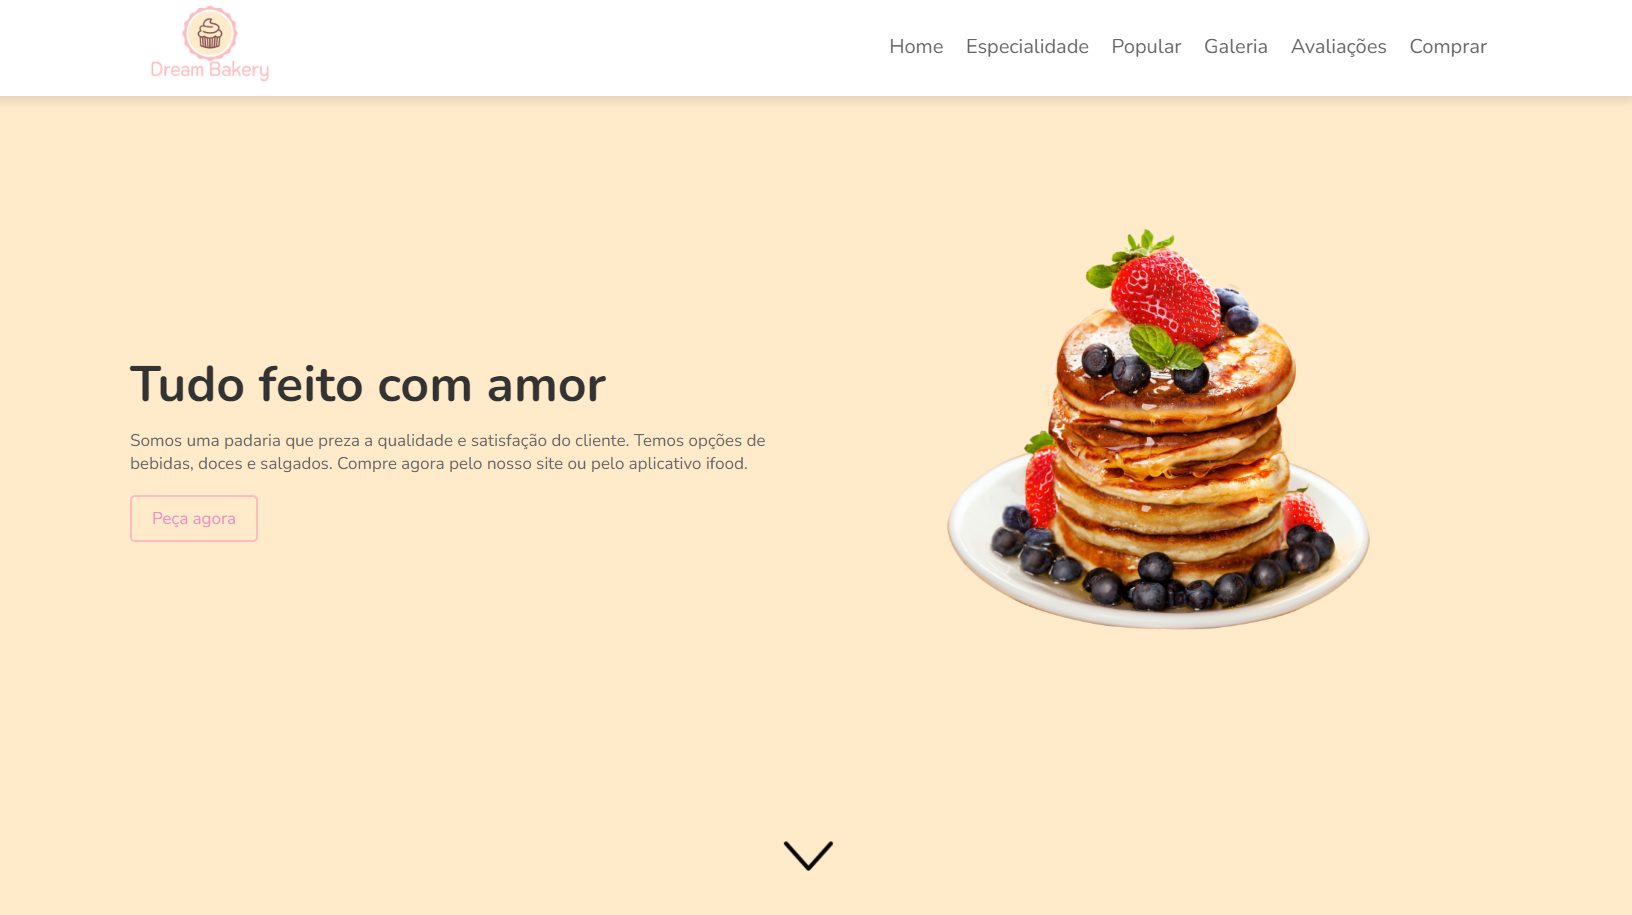 Dream Bakery
Home Especialidade Popular Galeria Avaliações Comprar
Tudo feito com amor
Somos uma padaria que preza a qualidade e satisfação do cliente. Temos opções de
bebidas, doces e salgados. Compre agora pelo nosso site ou pelo aplicativo ifood.
Peça agora